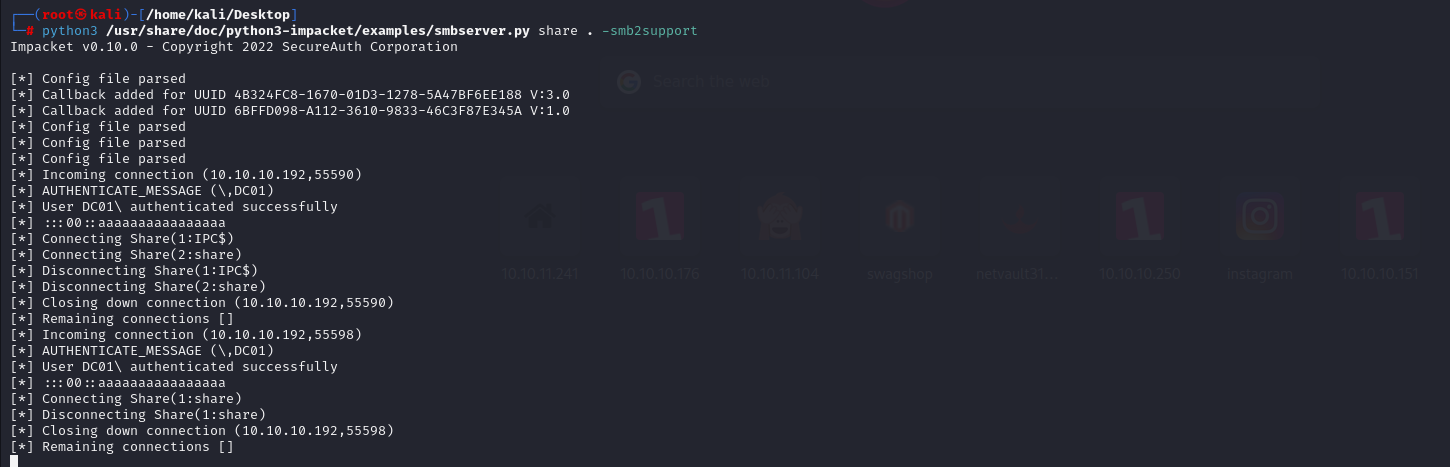 ┌──(root㉿kali)-[/home/kali/Desktop]
└─# python3 /usr/share/doc/python3-impacket/examples/smbserver.py share . -smb2support
Impacket v0.10.0 - Copyright 2022 SecureAuth Corporation
[*] Config file parsed
[*] Callback added for UUID 4B324FC8-1670-01D3-1278-5A47BF6EE188 V:3.0
[*] Callback added for UUID 6BFFD098-A112-3610-9833-46C3F87E345A V:1.0
[*] Config file parsed
[*] Config file parsed
[*] Config file parsed
[*] Incoming connection (10.10.10.192,55590)
[*] AUTHENTICATE_MESSAGE (\,DC01)
[*] User DC01\ authenticated successfully
[*] :::00::aaaaaaaaaaaaaaaa
[*] Connecting Share(1:IPC$)
[*] Connecting Share(2:share)
[*] Disconnecting Share(1:IPC$)
[*] Disconnecting Share(2:share)
[*] Closing down connection (10.10.10.192,55590)
[*] Remaining connections []
[*] Incoming connection (10.10.10.192,55598)
[*] AUTHENTICATE_MESSAGE (\,DC01)
[*] User DC01\ authenticated successfully
[*] :::00::aaaaaaaaaaaaaaaa
[*] Connecting Share(1:share)
[*] Disconnecting Share(1:share)
[*] Closing down connection (10.10.10.192,55598)
[*] Remaining connections []
Search the web
10.10.11.241
10.10.10.176
10.10.11.104
swagshop
netvault31...
10.10.10.250
instagram
10.10.10.151